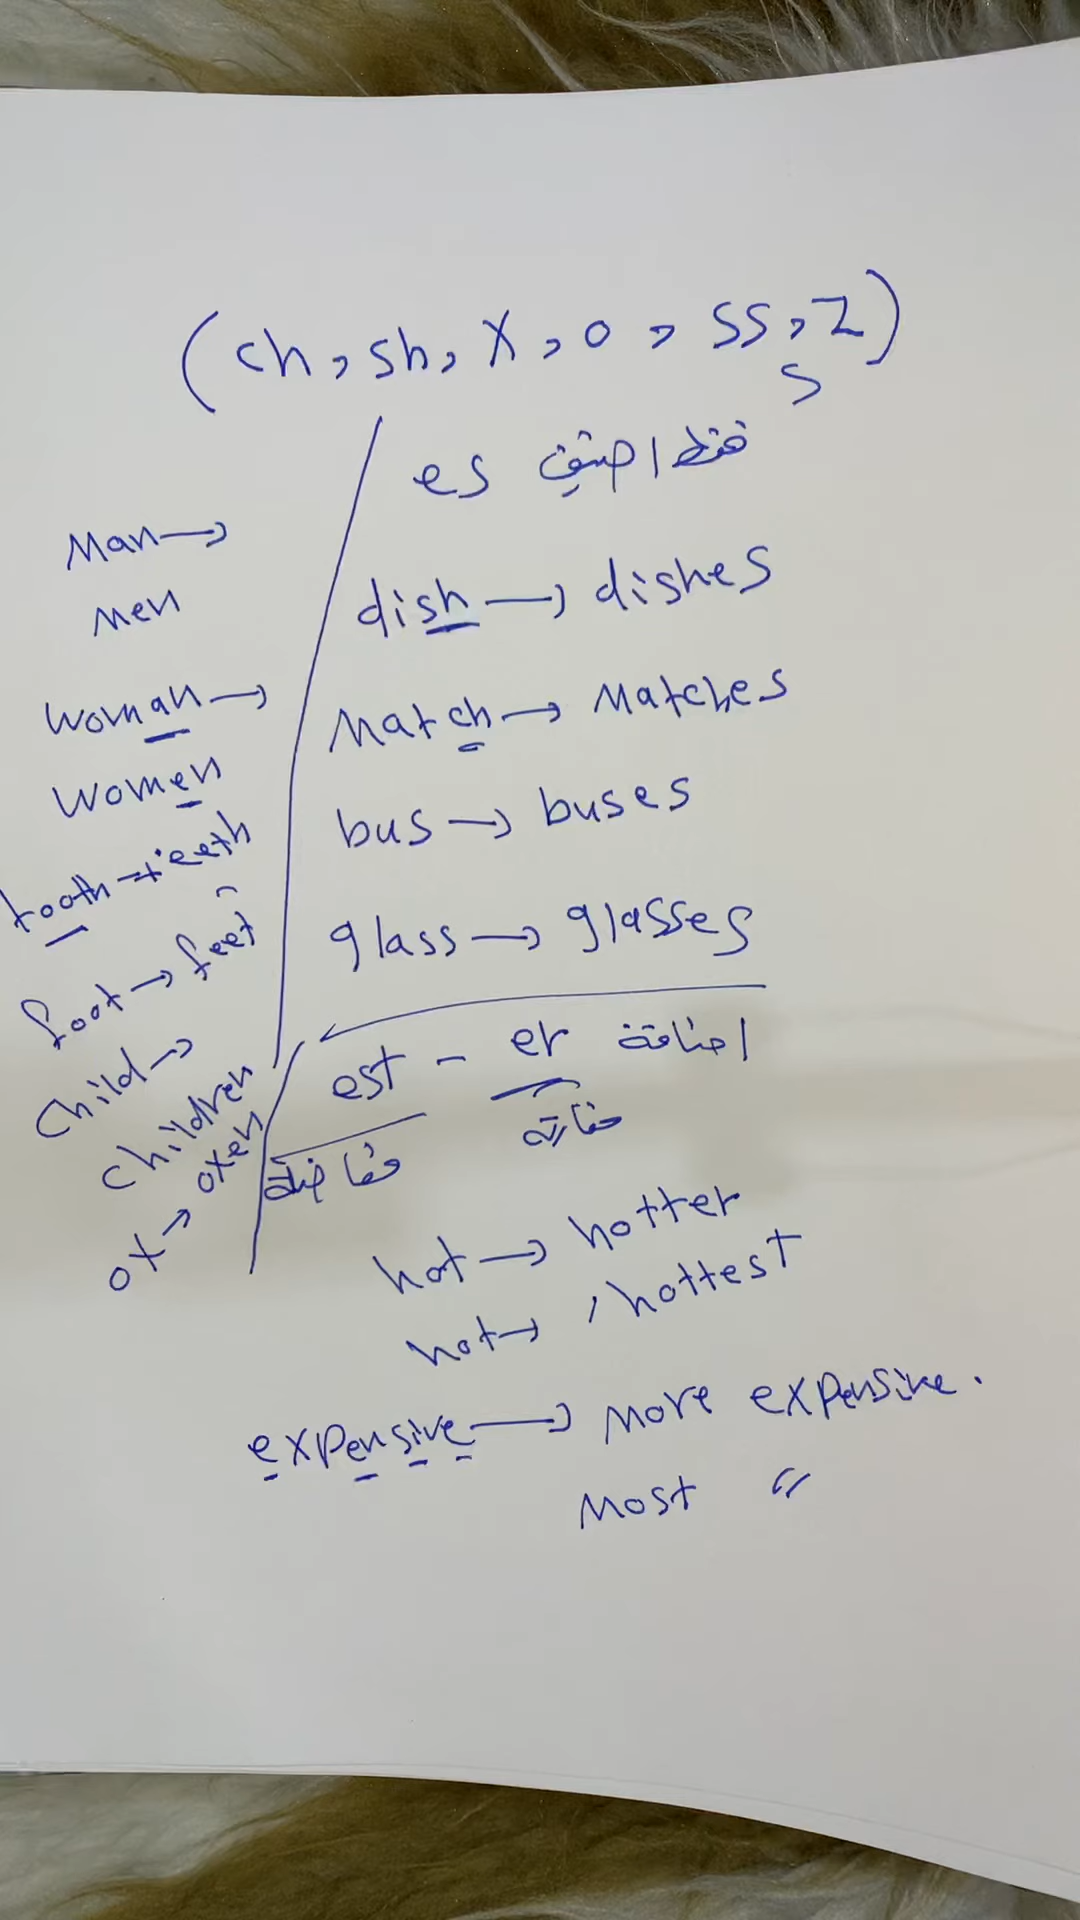 (ch, sh, X, o, ss, z)
s
فقط اضيف es
dish → dishes
Match → Matches
bus → buses
glass → glasses
Man →
men
woman →
women
tooth → teeth
foot → feet
Child →
children
ox → oxen
اضافة er - est
مقارنة
مفاضلة
hot → hotter
hot → hottest
expensive → more expensive.
Most "